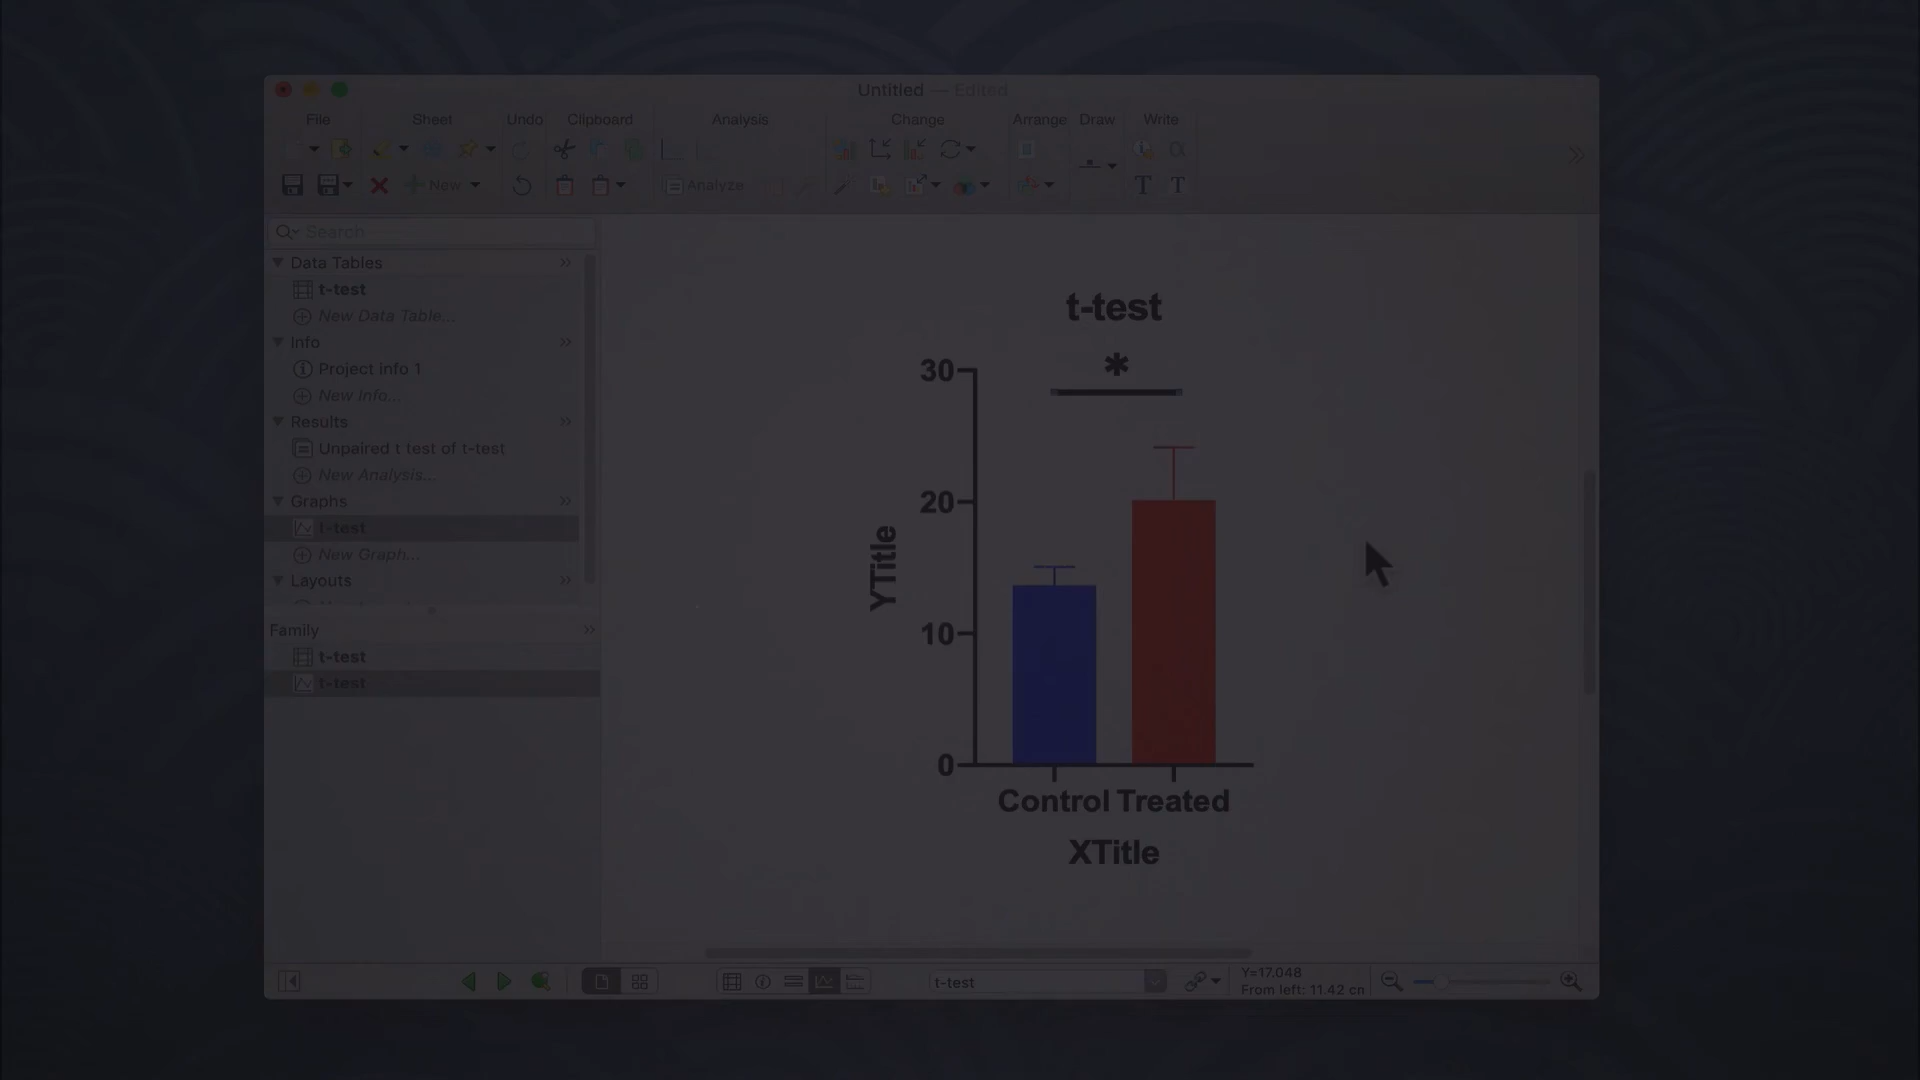 Untitled — Edited
File Sheet Undo Clipboard Analysis Change Arrange Draw Write
New Analyze
Search
Data Tables
t-test
New Data Table...
Info
Project info 1
New Info...
Results
Unpaired t test of t-test
New Analysis...
Graphs
t-test
New Graph...
Layouts
Family
t-test
t-test
t-test
*
30
20
10
0
YTitle
Control Treated
XTitle
t-test
Y=17.048
From left: 11.42 cm